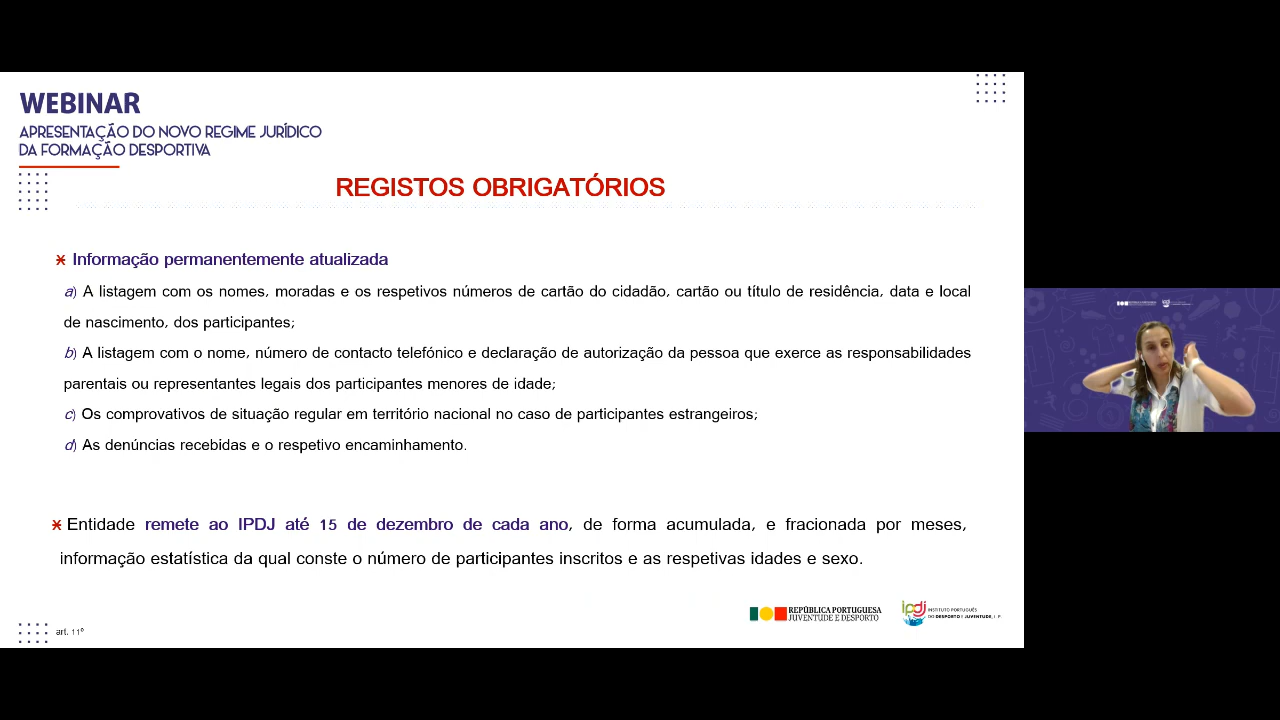 WEBINAR
APRESENTAÇÃO DO NOVO REGIME JURÍDICO
DA FORMAÇÃO DESPORTIVA
REGISTOS OBRIGATÓRIOS
Informação permanentemente atualizada
a) A listagem com os nomes, moradas e os respetivos números de cartão do cidadão, cartão ou título de residência, data e local
de nascimento, dos participantes;
b) A listagem com o nome, número de contacto telefónico e declaração de autorização da pessoa que exerce as responsabilidades
parentais ou representantes legais dos participantes menores de idade;
c) Os comprovativos de situação regular em território nacional no caso de participantes estrangeiros;
d) As denúncias recebidas e o respetivo encaminhamento.
Entidade remete ao IPDJ até 15 de dezembro de cada ano, de forma acumulada, e fracionada por meses,
informação estatística da qual conste o número de participantes inscritos e as respetivas idades e sexo.
REPÚBLICA PORTUGUESA
JUVENTUDE E DESPORTO
ipdj
INSTITUTO PORTUGUÊS
DO DESPORTO E JUVENTUDE, I. P.
art. 11º